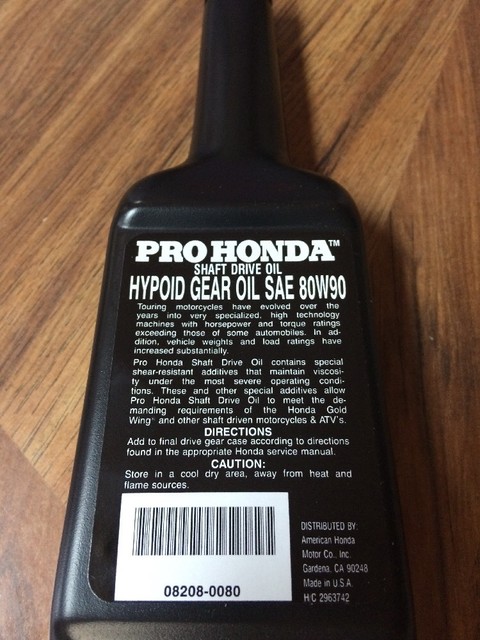 PRO HONDA™
SHAFT DRIVE OIL
HYPOID GEAR OIL SAE 80W90
Touring motorcycles have evolved over the
years into very specialized, high technology
machines with horsepower and torque ratings
exceeding those of some automobiles. In ad-
dition, vehicle weights and load ratings have
increased substantially.
Pro Honda Shaft Drive Oil contains special
shear-resistant additives that maintain viscosi-
ty under the most severe operating condi-
tions. These and other special additives allow
Pro Honda Shaft Drive Oil to meet the de-
manding requirements of the Honda Gold
Wing® and other shaft driven motorcycles & ATV's.
DIRECTIONS
Add to final drive gear case according to directions
found in the appropriate Honda service manual.
CAUTION:
Store in a cool dry area, away from heat and
flame sources.
08208-0080
DISTRIBUTED BY:
American Honda
Motor Co., Inc.
Gardena, CA 90248
Made in U.S.A.
H/C 2963742